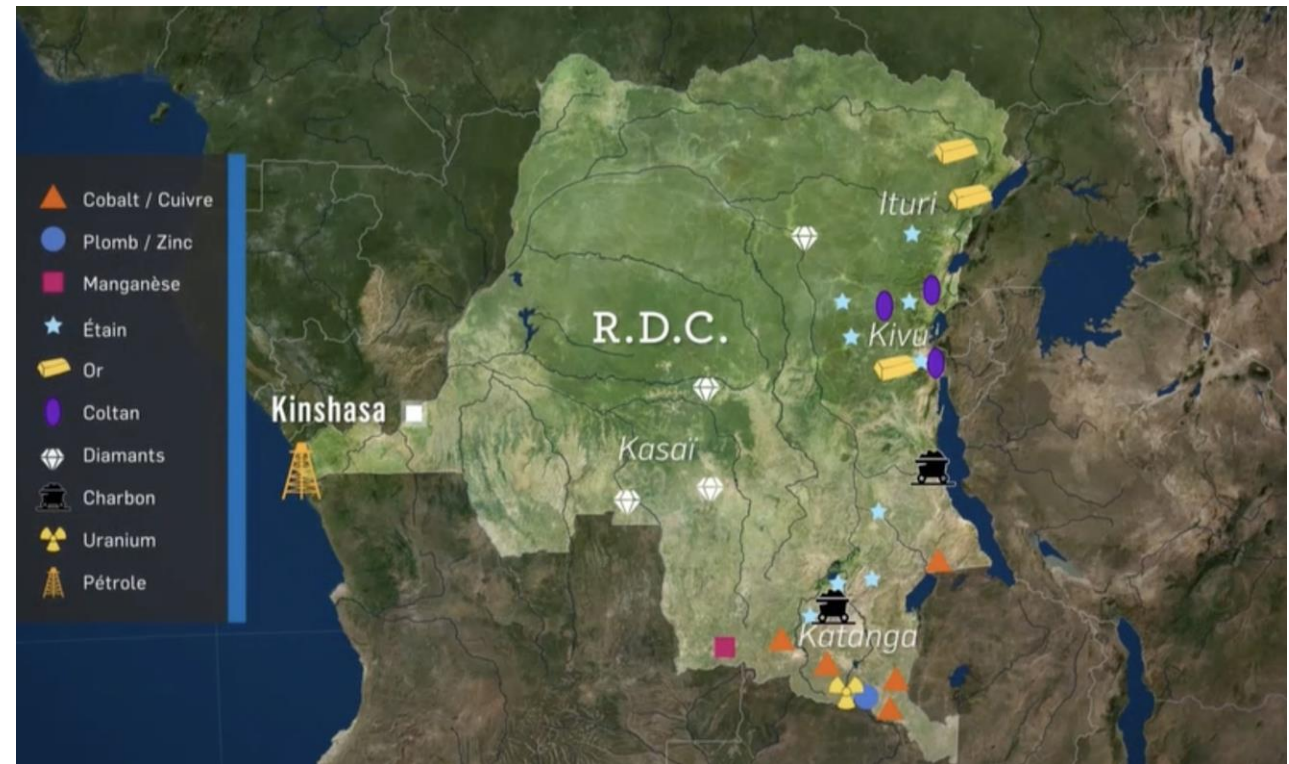 Cobalt / Cuivre
Plomb / Zinc
Manganèse
Étain
Or
Coltan
Diamants
Charbon
Uranium
Pétrole
Ituri
R.D.C.
Kivu
Kinshasa
Kasaï
Katanga